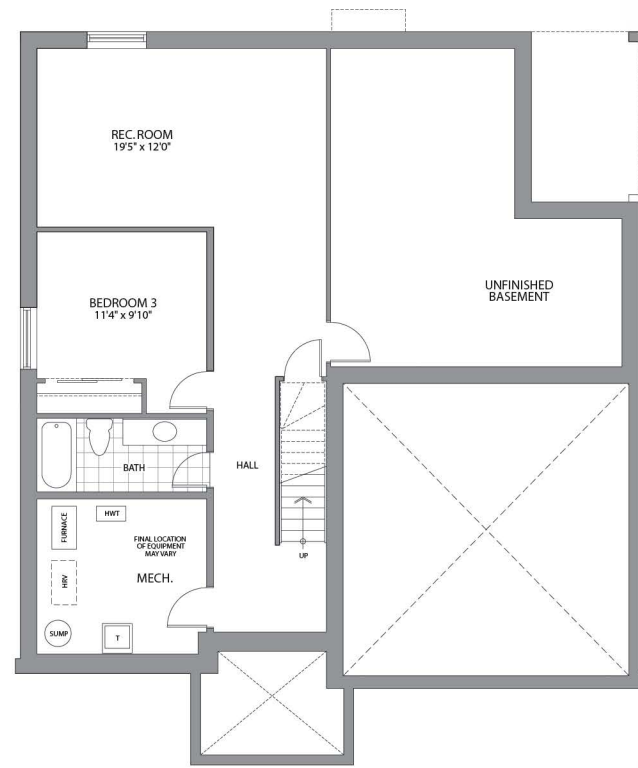 REC. ROOM
19'5" x 12'0"
BEDROOM 3
11'4" x 9'10"
UNFINISHED
BASEMENT
BATH
HALL
FURNACE
HWT
FINAL LOCATION
OF EQUIPMENT
MAY VARY
HRV
MECH.
UP
SUMP
T